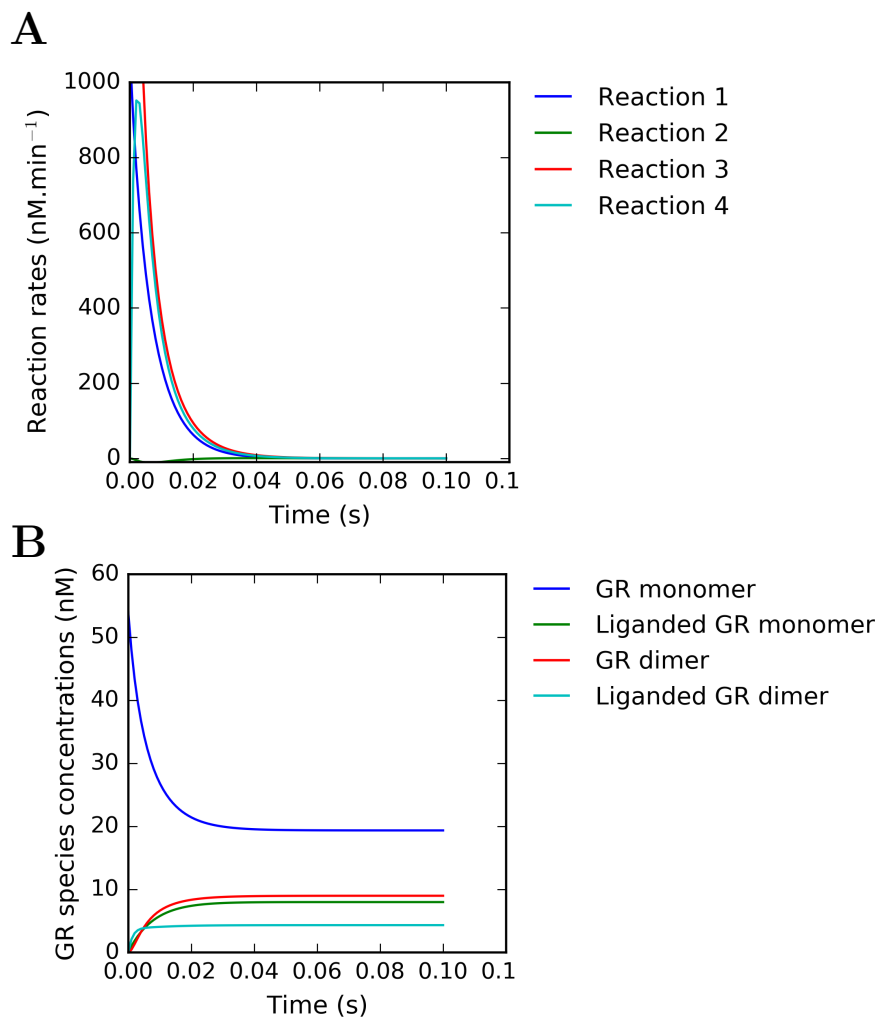 A
1000
800
600
400
200
0
Reaction rates (nM.min⁻¹)
0.00 0.02 0.04 0.06 0.08 0.10 0.1
Time (s)
Reaction 1
Reaction 2
Reaction 3
Reaction 4
B
60
50
40
30
20
10
0
GR species concentrations (nM)
0.00 0.02 0.04 0.06 0.08 0.10 0.1
Time (s)
GR monomer
Liganded GR monomer
GR dimer
Liganded GR dimer